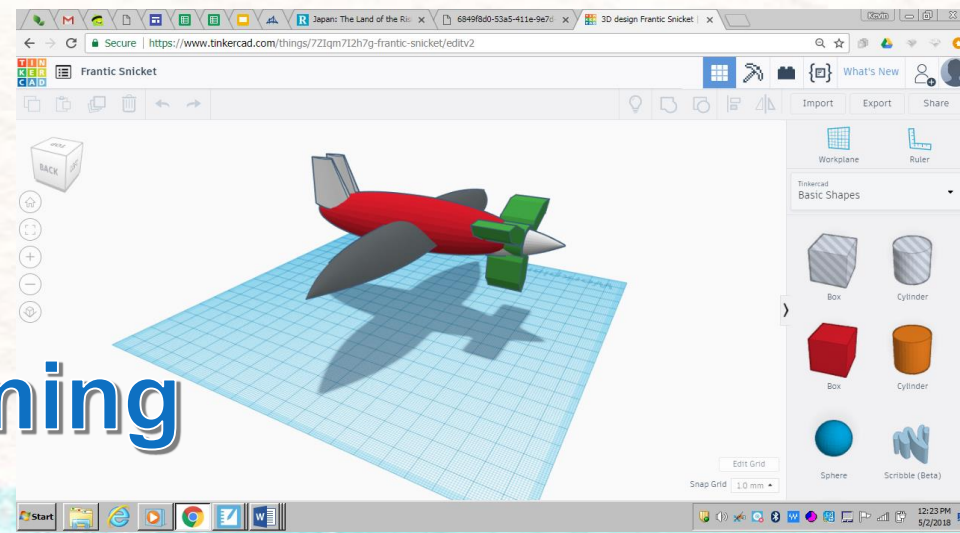 Japan: The Land of the Ris
6849f8d0-53a5-411e-9e7d-
3D design Frantic Snicket |
Kevin
Secure | https://www.tinkercad.com/things/7ZIqm7I2h7g-frantic-snicket/editv2
TIN
KER
CAD
Frantic Snicket
What's New
Import Export Share
TOP
BACK
Workplane Ruler
Tinkercad
Basic Shapes
Box Cylinder
Box Cylinder
Sphere Scribble (Beta)
Edit Grid
Snap Grid 1.0 mm
ning
Start
12:23 PM
5/2/2018